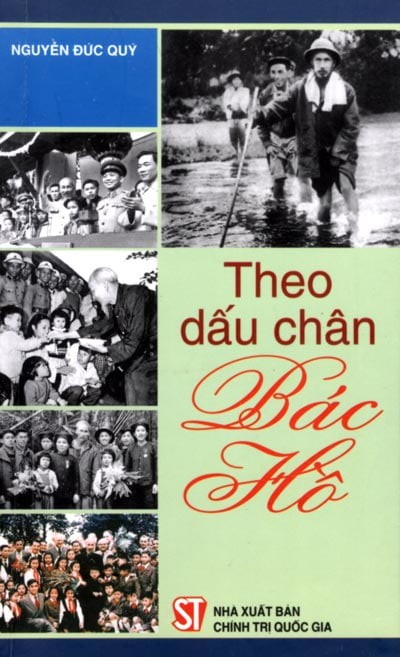 NGUYỄN ĐỨC QUÝ
Theo
dấu chân
Bác
Hồ
ST
NHÀ XUẤT BẢN
CHÍNH TRỊ QUỐC GIA